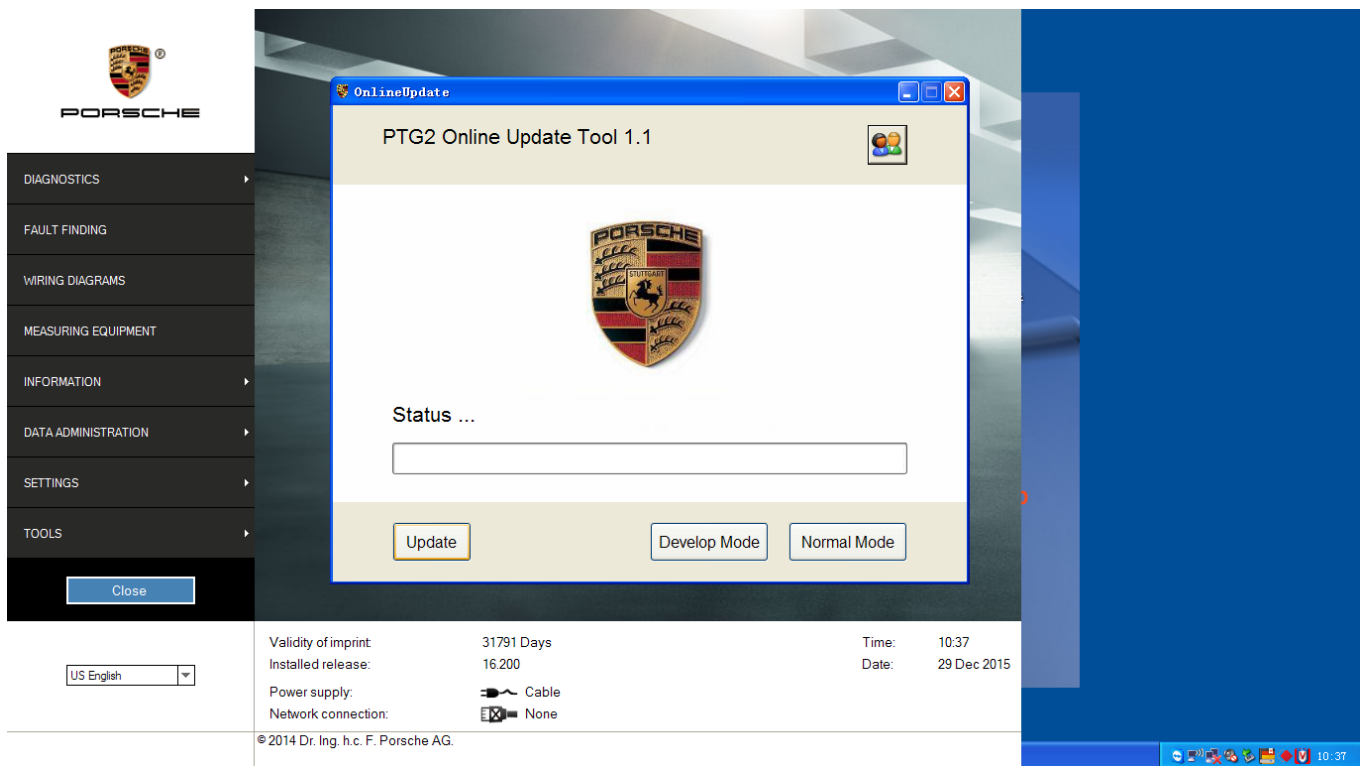 PORSCHE
®
PORSCHE
DIAGNOSTICS
FAULT FINDING
WIRING DIAGRAMS
MEASURING EQUIPMENT
INFORMATION
DATA ADMINISTRATION
SETTINGS
TOOLS
Close
US English
OnlineUpdate
PTG2 Online Update Tool 1.1
PORSCHE
STUTTGART
Status ...
Update
Develop Mode
Normal Mode
Validity of imprint: 31791 Days Time: 10:37
Installed release: 16.200 Date: 29 Dec 2015
Power supply: Cable
Network connection: None
© 2014 Dr. Ing. h.c. F. Porsche AG.
10:37